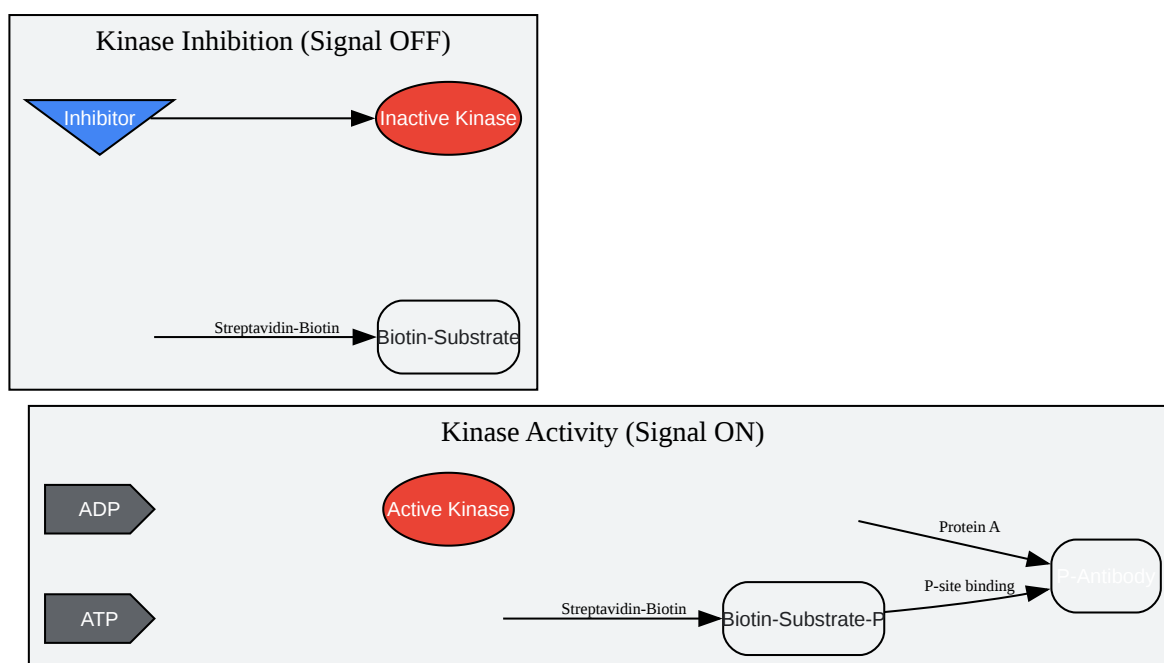 Kinase Inhibition (Signal OFF)
Inhibitor
Inactive Kinase
Streptavidin-Biotin
Biotin-Substrate
Kinase Activity (Signal ON)
ADP
Active Kinase
Protein A
P-Antibody
P-site binding
ATP
Streptavidin-Biotin
Biotin-Substrate-P